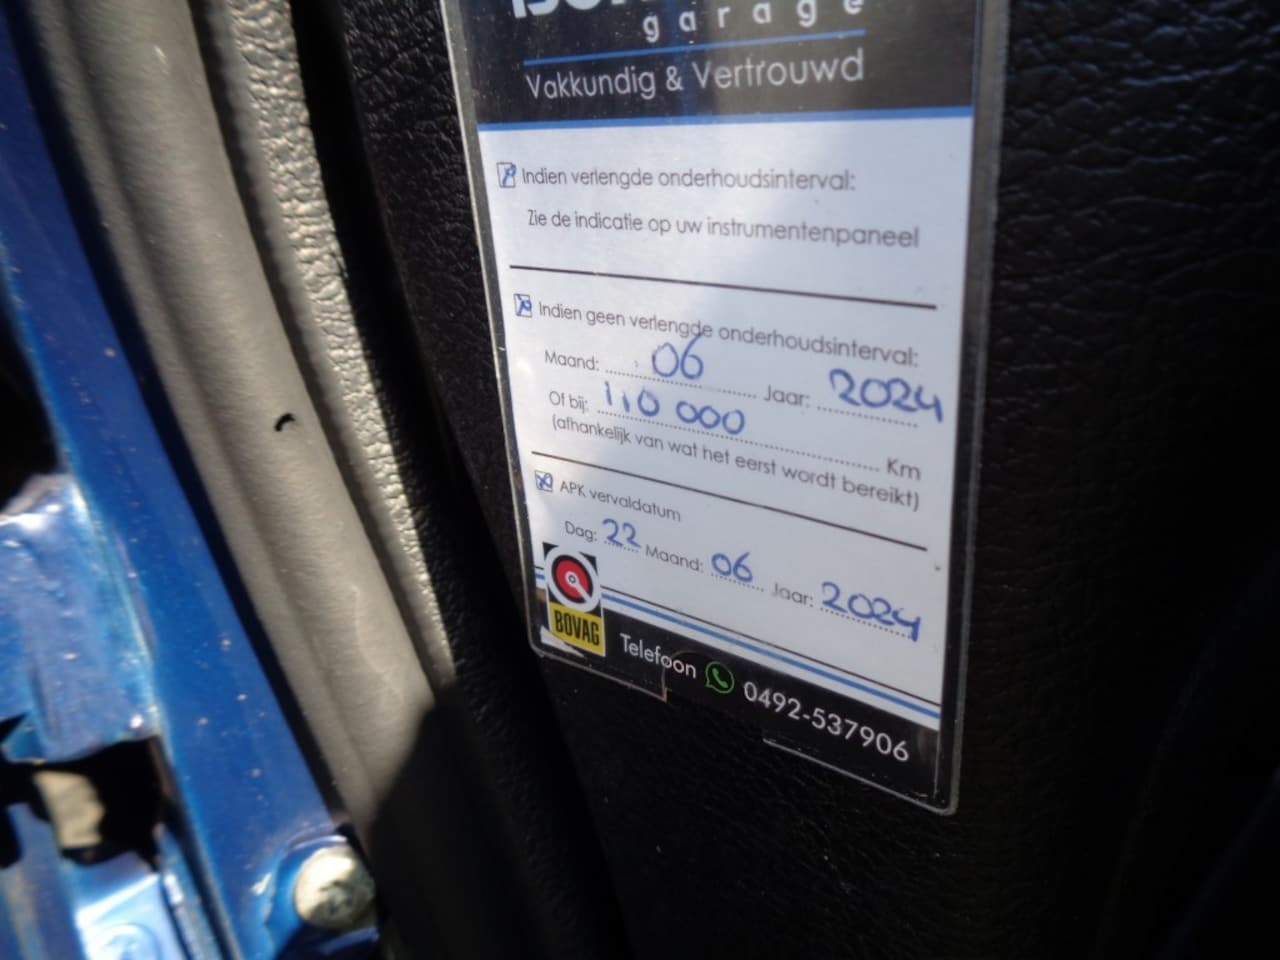 garage
Vakkundig & Vertrouwd
Indien verlengde onderhoudsinterval:
Zie de indicatie op uw instrumentenpaneel
Indien geen verlengde onderhoudsinterval:
Maand: 06 Jaar: 2024
Of bij: 110 000 Km
(afhankelijk van wat het eerst wordt bereikt)
APK vervaldatum
Dag: 22 Maand: 06 Jaar: 2024
BOVAG
Telefoon 0492-537906